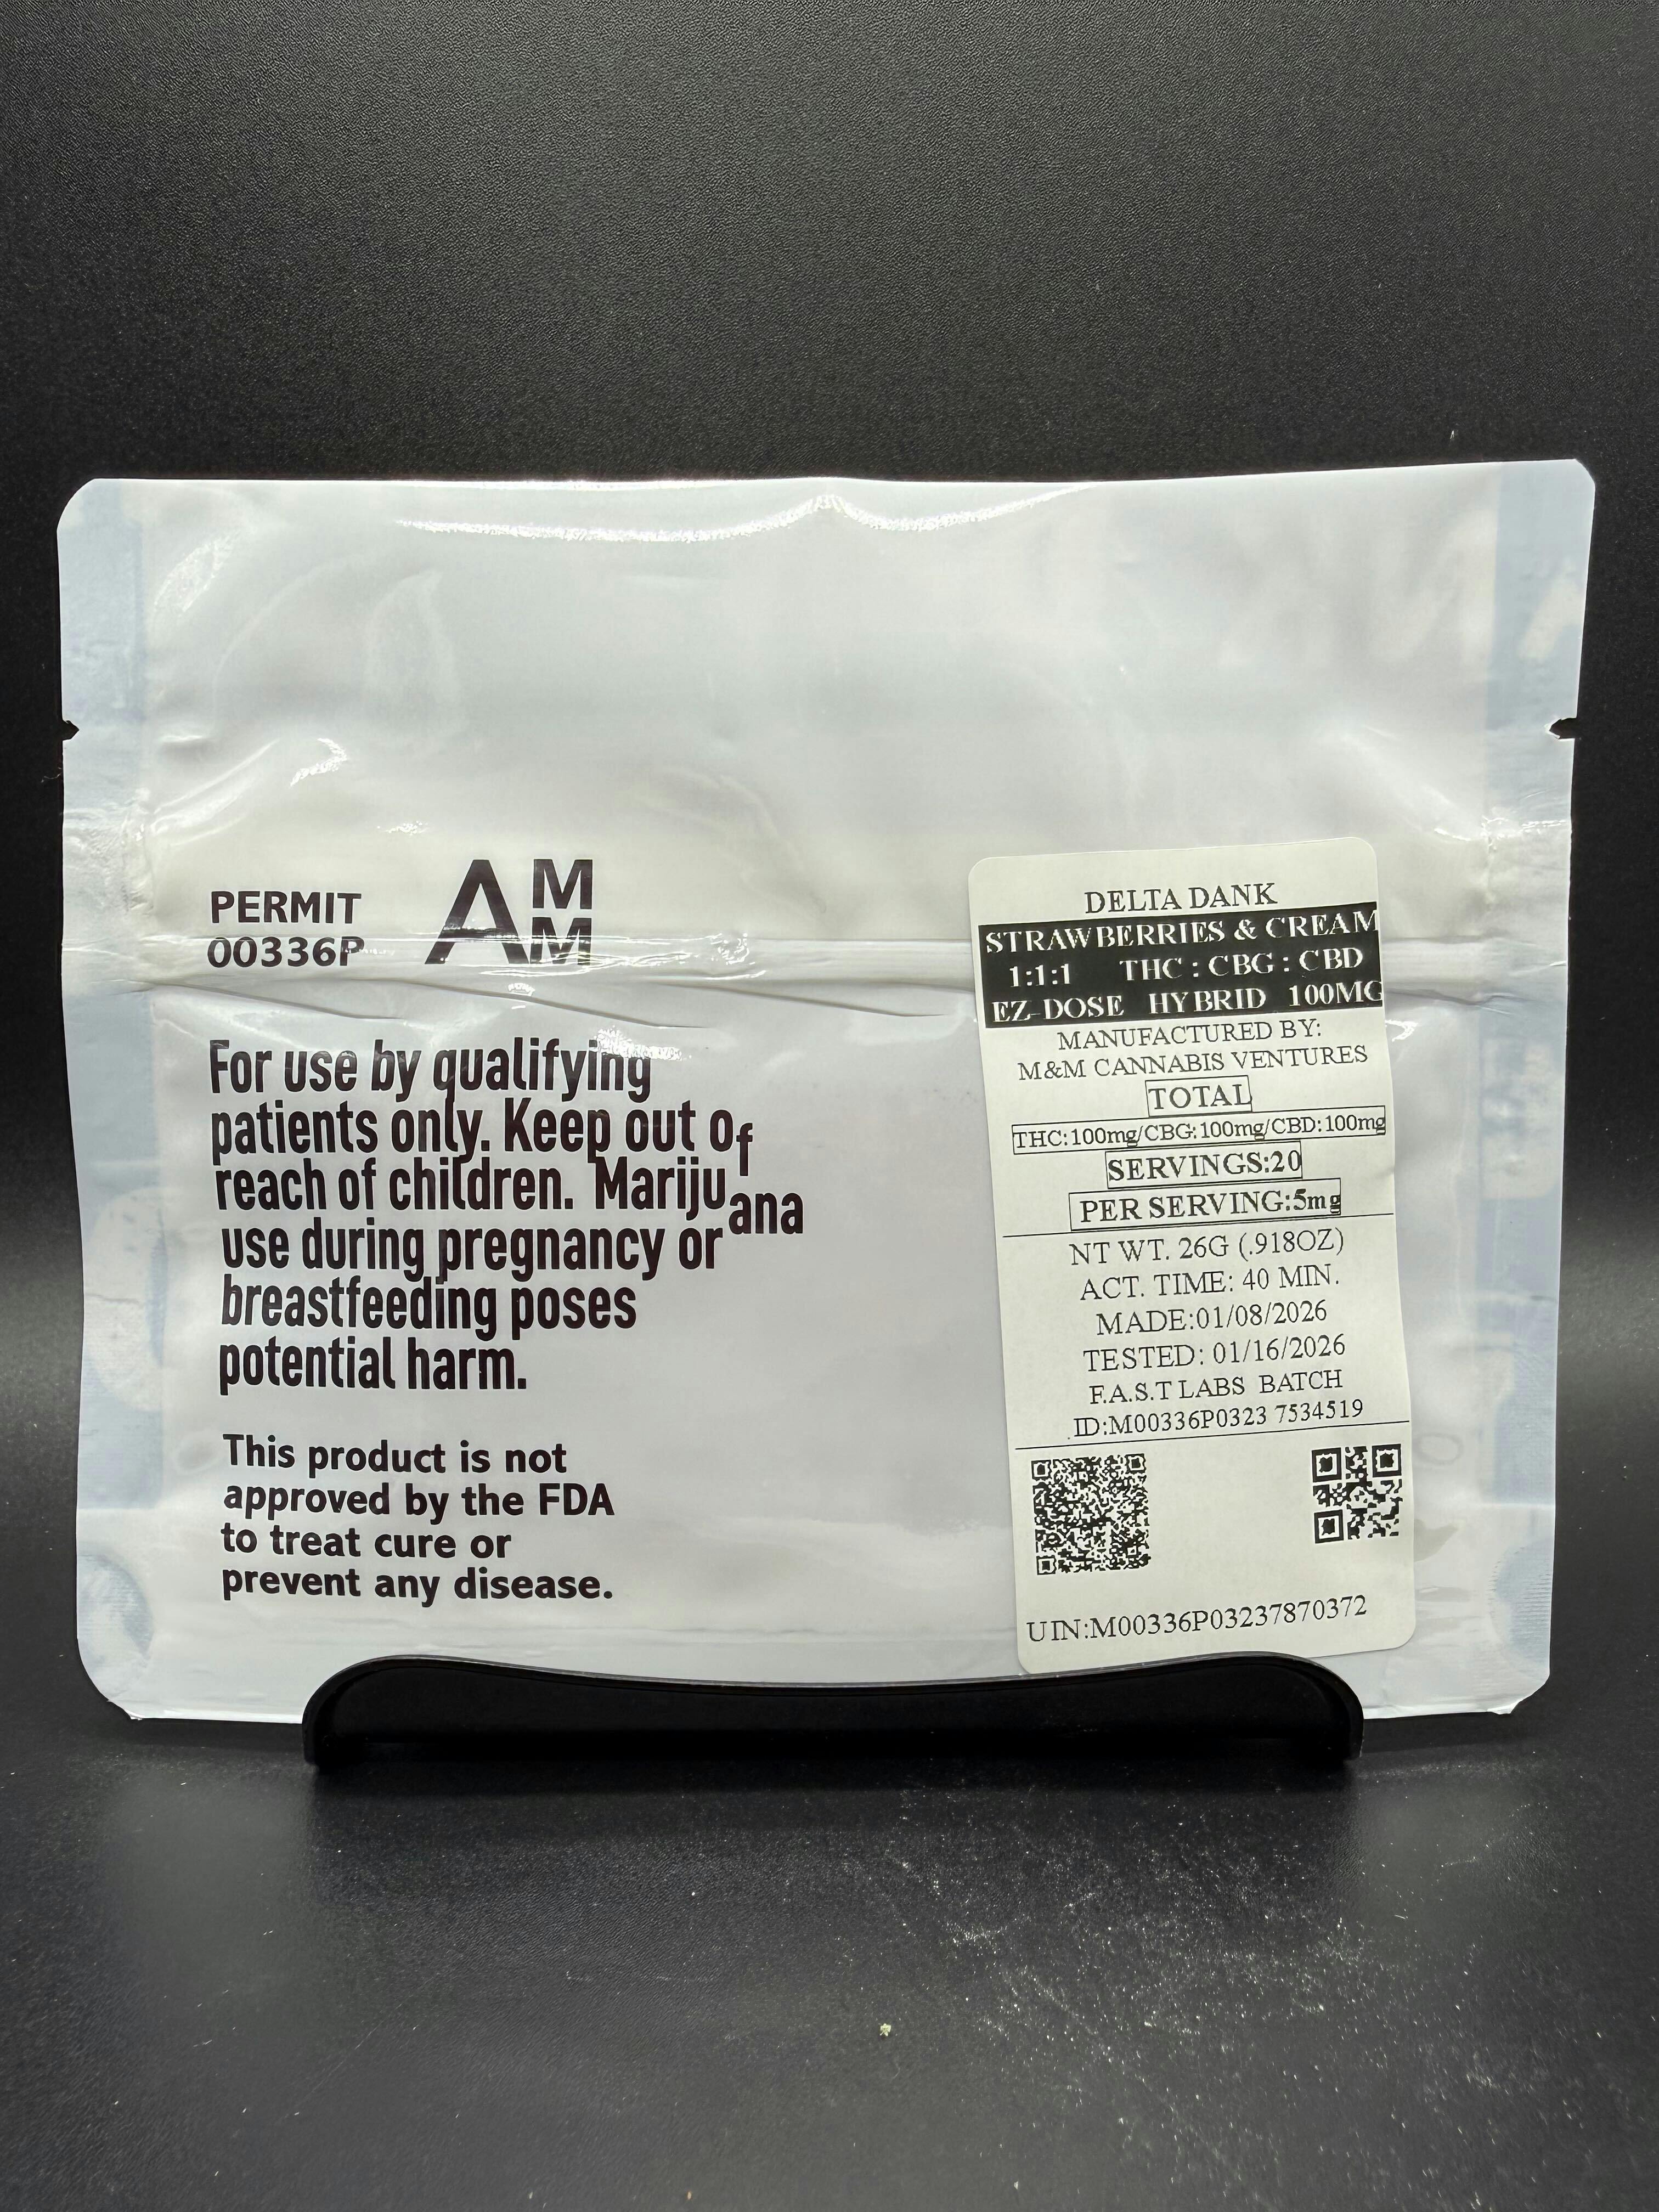 PERMIT
00336P
AMM
For use by qualifying
patients only. Keep out of
reach of children. Marijuana
use during pregnancy or
breastfeeding poses
potential harm.
This product is not
approved by the FDA
to treat cure or
prevent any disease.
DELTA DANK
STRAWBERRIES & CREAM
1:1:1 THC : CBG : CBD
EZ-DOSE HYBRID 100MG
MANUFACTURED BY:
M&M CANNABIS VENTURES
TOTAL
THC:100mg/CBG:100mg/CBD:100mg
SERVINGS:20
PER SERVING:5mg
NT WT. 26G (.918OZ)
ACT. TIME: 40 MIN.
MADE:01/08/2026
TESTED: 01/16/2026
F.A.S.T LABS BATCH
ID:M00336P0323 7534519
UIN:M00336P03237870372